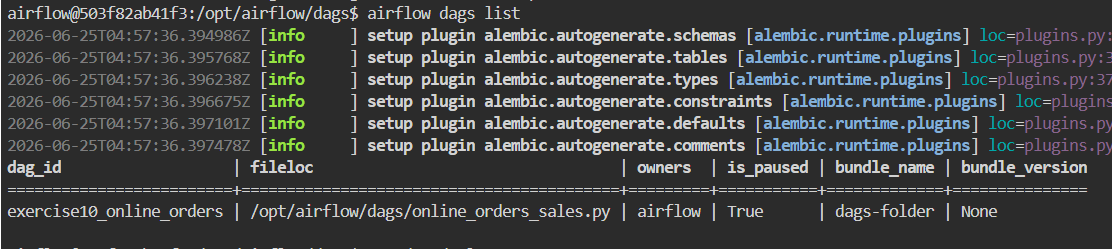 airflow@503f82ab41f3:/opt/airflow/dags$ airflow dags list
2026-06-25T04:57:36.394986Z [info     ] setup plugin alembic.autogenerate.schemas [alembic.runtime.plugins] loc=plugins.py:
2026-06-25T04:57:36.395768Z [info     ] setup plugin alembic.autogenerate.tables [alembic.runtime.plugins] loc=plugins.py:3
2026-06-25T04:57:36.396238Z [info     ] setup plugin alembic.autogenerate.types [alembic.runtime.plugins] loc=plugins.py:37
2026-06-25T04:57:36.396675Z [info     ] setup plugin alembic.autogenerate.constraints [alembic.runtime.plugins] loc=plugins
2026-06-25T04:57:36.397101Z [info     ] setup plugin alembic.autogenerate.defaults [alembic.runtime.plugins] loc=plugins.py
2026-06-25T04:57:36.397478Z [info     ] setup plugin alembic.autogenerate.comments [alembic.runtime.plugins] loc=plugins.py
dag_id                   | fileloc                                | owners  | is_paused | bundle_name | bundle_version
=========================+========================================+=========+===========+=============+===============
exercise10_online_orders | /opt/airflow/dags/online_orders_sales.py | airflow | True      | dags-folder | None